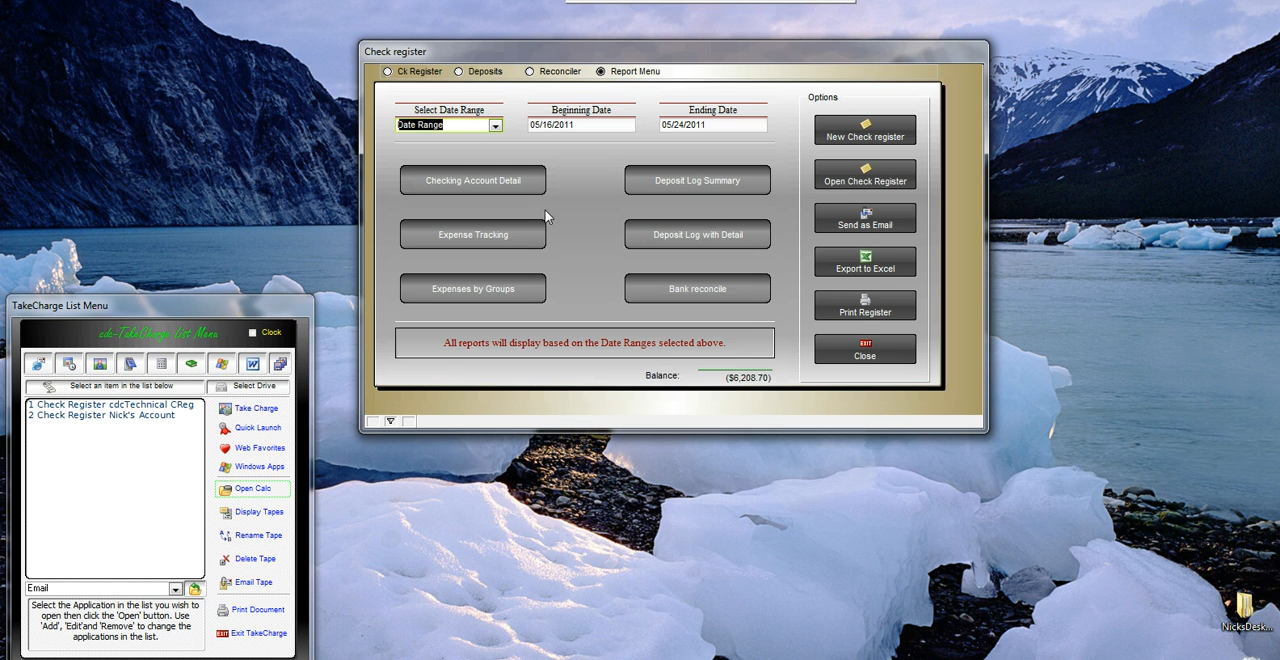 Check register
Ck Register Deposits Reconciler Report Menu
Select Date Range Beginning Date Ending Date
Date Range 05/16/2011 05/24/2011
Checking Account Detail Deposit Log Summary
Expense Tracking Deposit Log with Detail
Expenses by Groups Bank reconcile
All reports will display based on the Date Ranges selected above.
Balance: ($6,208.70)
Options
New Check register
Open Check Register
Send as Email
Export to Excel
Print Register
EXIT
Close
TakeCharge List Menu
cdc-TakeCharge List Menu Clock
Select an item in the list below Select Drive
1 Check Register cdcTechnical CReg
2 Check Register Nick's Account
Take Charge
Quick Launch
Web Favorites
Windows Apps
Open Calc
Display Tapes
Rename Tape
Delete Tape
Email Tape
Print Document
EXIT Exit TakeCharge
Email
Select the Application in the list you wish to
open then click the 'Open' button. Use
'Add', 'Edit'and 'Remove' to change the
applications in the list.
NicksDesk...